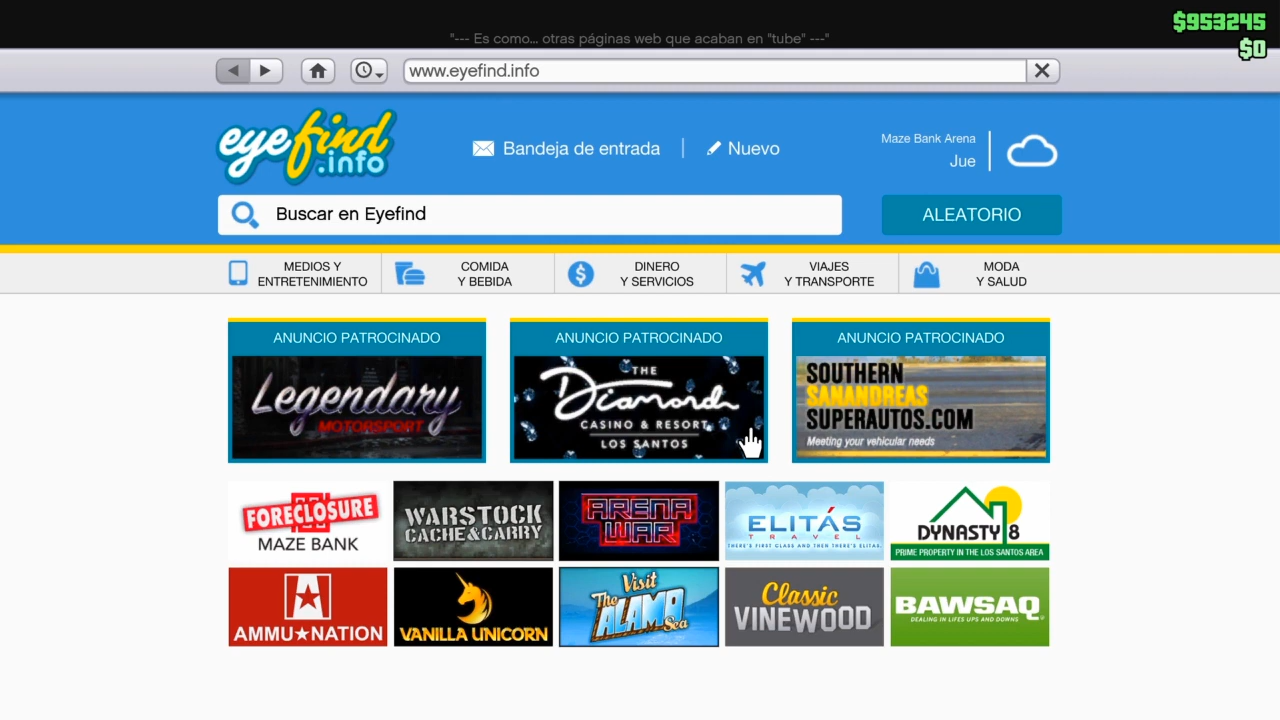 $953245
$0
"--- Es como... otras páginas web que acaban en "tube" ---"
www.eyefind.info
eyefind
.info
Bandeja de entrada
Nuevo
Maze Bank Arena
Jue
Buscar en Eyefind
ALEATORIO
MEDIOS Y
ENTRETENIMIENTO
COMIDA
Y BEBIDA
DINERO
Y SERVICIOS
VIAJES
Y TRANSPORTE
MODA
Y SALUD
ANUNCIO PATROCINADO
Legendary
MOTORSPORT
ANUNCIO PATROCINADO
THE
Diamond
CASINO & RESORT
LOS SANTOS
ANUNCIO PATROCINADO
SOUTHERN
SANANDREAS
SUPERAUTOS.COM
Meeting your vehicular needs
FORECLOSURE
MAZE BANK
WARSTOCK
CACHE&CARRY
ARENA
WAR
ELITÁS
TRAVEL
THERE'S FIRST CLASS AND THEN THERE'S ELITAS.
DYNASTY 8
PRIME PROPERTY IN THE LOS SANTOS AREA
AMMU★NATION
VANILLA UNICORN
Visit
The
ALAMO
Sea
Classic
VINEWOOD
BAWSAQ
DEALING IN LIFES UPS AND DOWNS